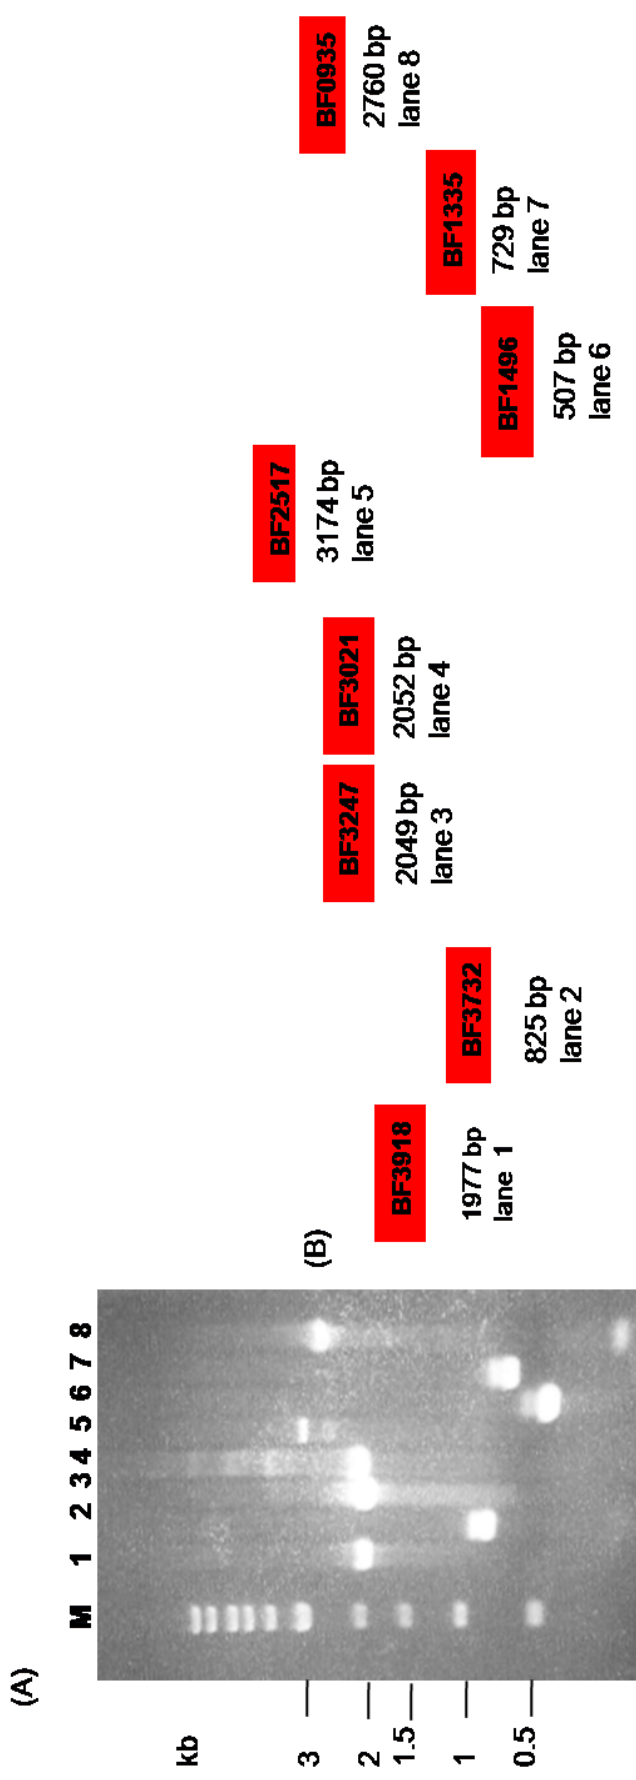 (A)
M 1 2 3 4 5 6 7 8
kb
3
2
1.5
1
0.5
(B)
BF3918
1977 bp
lane 1
BF3732
825 bp
lane 2
BF3247
2049 bp
lane 3
BF3021
2052 bp
lane 4
BF2517
3174 bp
lane 5
BF1496
507 bp
lane 6
BF1335
729 bp
lane 7
BF0935
2760 bp
lane 8